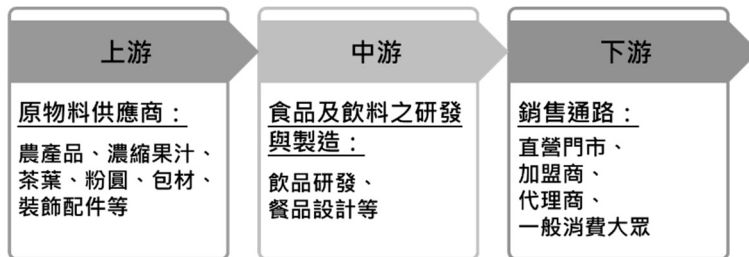 上游
原物料供應商：
農產品、濃縮果汁、
茶葉、粉圓、包材、
裝飾配件等
中游
食品及飲料之研發
與製造：
飲品研發、
餐品設計等
下游
銷售通路：
直營門市、
加盟商、
代理商、
一般消費大眾